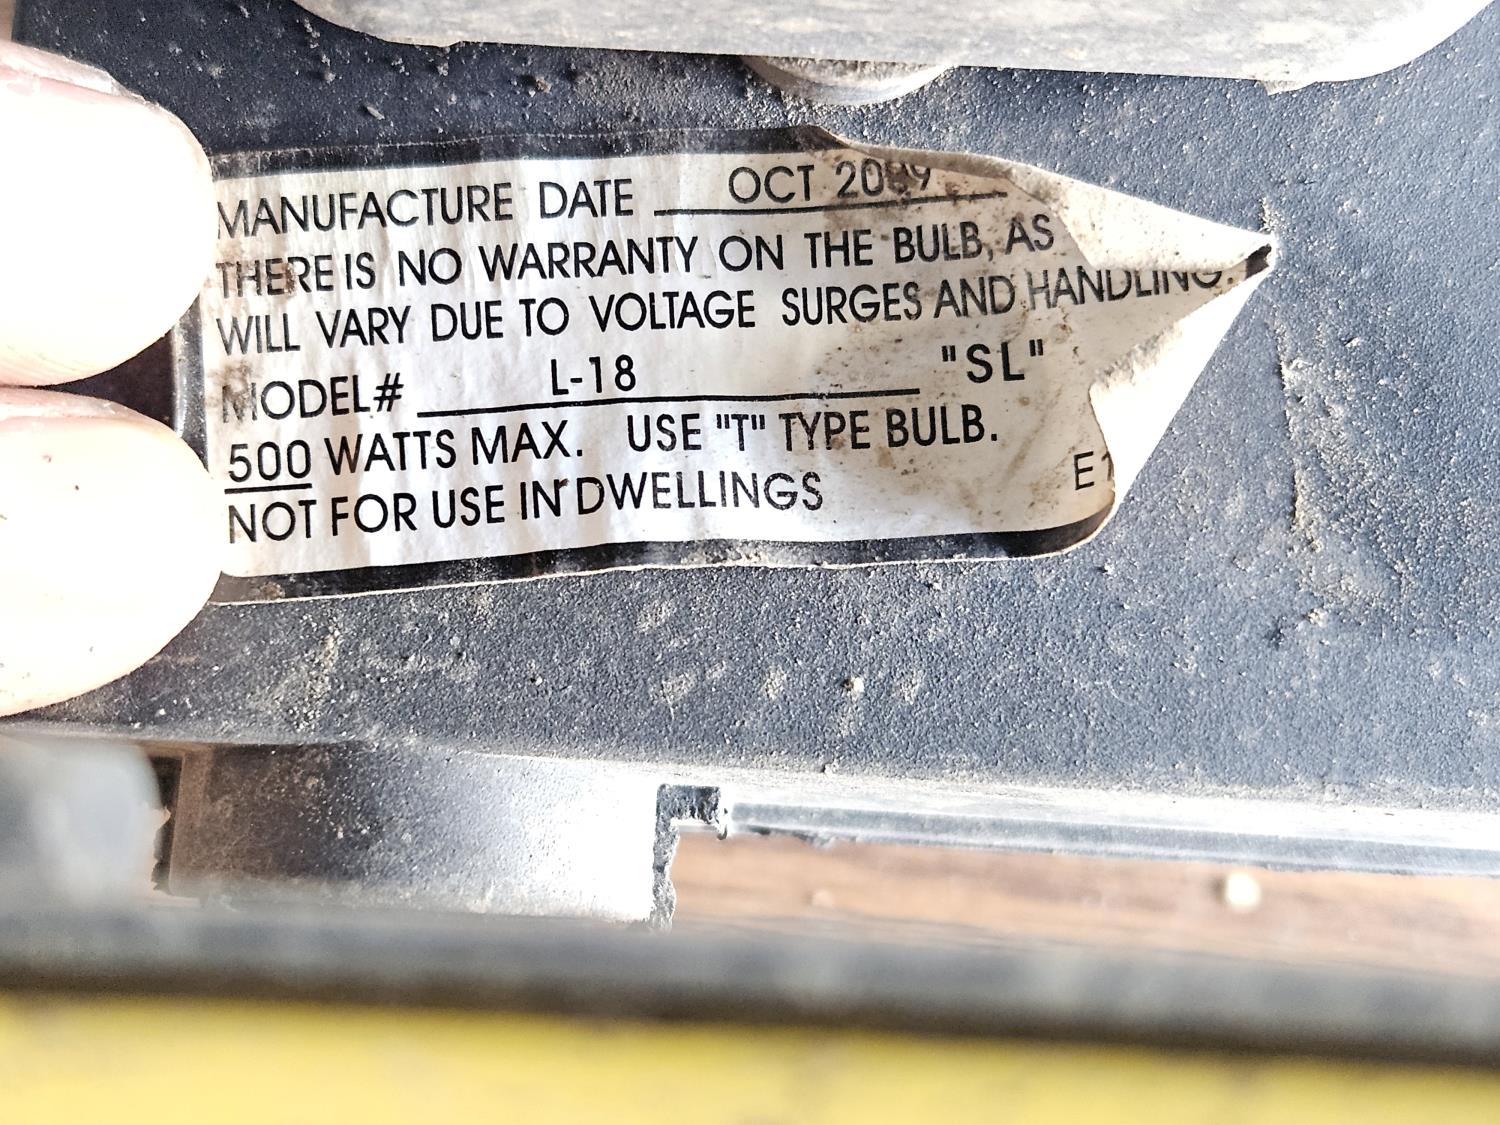 MANUFACTURE DATE OCT 2009
THERE IS NO WARRANTY ON THE BULB, AS
WILL VARY DUE TO VOLTAGE SURGES AND HANDLING.
MODEL# L-18 "SL"
500 WATTS MAX. USE "T" TYPE BULB.
NOT FOR USE IN DWELLINGS